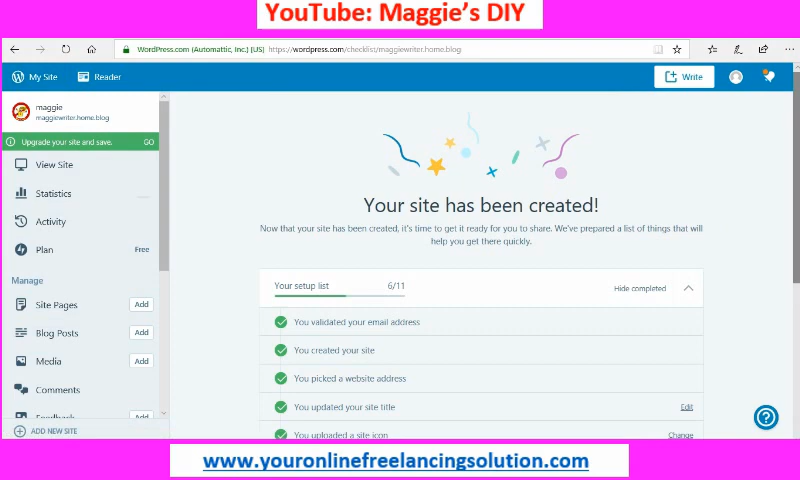 YouTube: Maggie's DIY
WordPress.com (Automattic, Inc.) [US] https://wordpress.com/checklist/maggiewriter.home.blog
My Site Reader Write
maggie
maggiewriter.home.blog
Upgrade your site and save. GO
View Site
Statistics
Activity
Plan Free
Manage
Site Pages Add
Blog Posts Add
Media Add
Comments
Feedback Add
ADD NEW SITE
Your site has been created!
Now that your site has been created, it's time to get it ready for you to share. We've prepared a list of things that will
help you get there quickly.
Your setup list 6/11 Hide completed
You validated your email address
You created your site
You picked a website address
You updated your site title Edit
You uploaded a site icon Change
www.youronlinefreelancingsolution.com